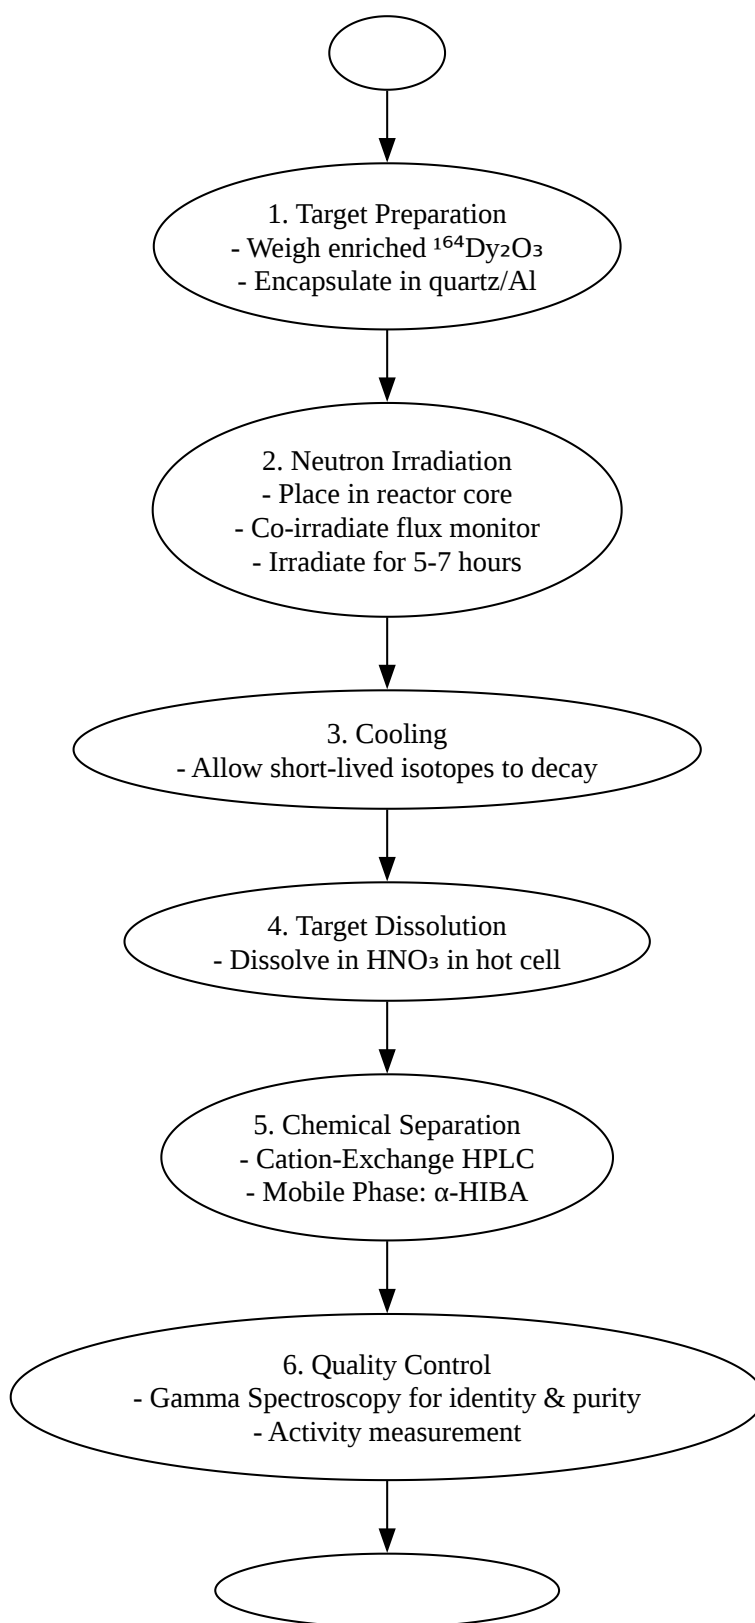 1. Target Preparation
- Weigh enriched ¹⁶⁴Dy₂O₃
- Encapsulate in quartz/Al
2. Neutron Irradiation
- Place in reactor core
- Co-irradiate flux monitor
- Irradiate for 5-7 hours
3. Cooling
- Allow short-lived isotopes to decay
4. Target Dissolution
- Dissolve in HNO₃ in hot cell
5. Chemical Separation
- Cation-Exchange HPLC
- Mobile Phase: α-HIBA
6. Quality Control
- Gamma Spectroscopy for identity & purity
- Activity measurement